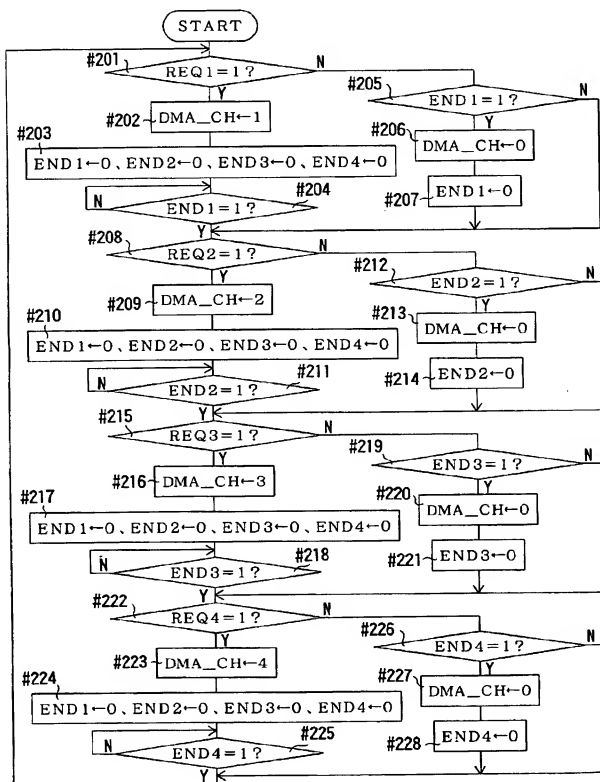 START
#201
REQ1=1?
N
Y
#202
DMA_CH←1
#203
END1←0、END2←0、END3←0、END4←0
#204
N
END1=1?
Y
#205
END1=1?
N
Y
#206
DMA_CH←0
#207
END1←0
#208
REQ2=1?
N
Y
#209
DMA_CH←2
#210
END1←0、END2←0、END3←0、END4←0
#211
N
END2=1?
Y
#212
END2=1?
N
Y
#213
DMA_CH←0
#214
END2←0
#215
REQ3=1?
N
Y
#216
DMA_CH←3
#217
END1←0、END2←0、END3←0、END4←0
#218
N
END3=1?
Y
#219
END3=1?
N
Y
#220
DMA_CH←0
#221
END3←0
#222
REQ4=1?
N
Y
#223
DMA_CH←4
#224
END1←0、END2←0、END3←0、END4←0
#225
N
END4=1?
Y
#226
END4=1?
N
Y
#227
DMA_CH←0
#228
END4←0